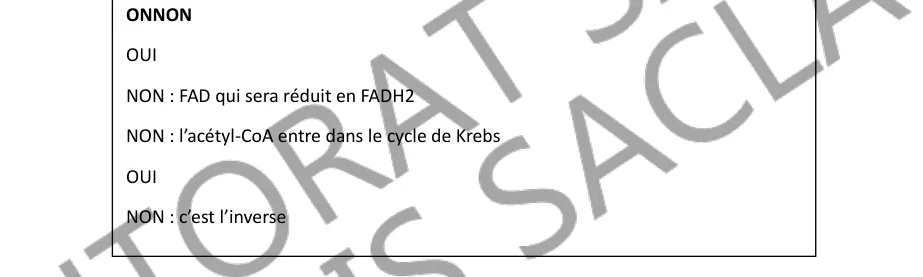 ONNON
OUI
NON : FAD qui sera réduit en FADH2
NON : l’acétyl-CoA entre dans le cycle de Krebs
OUI
NON : c’est l’inverse